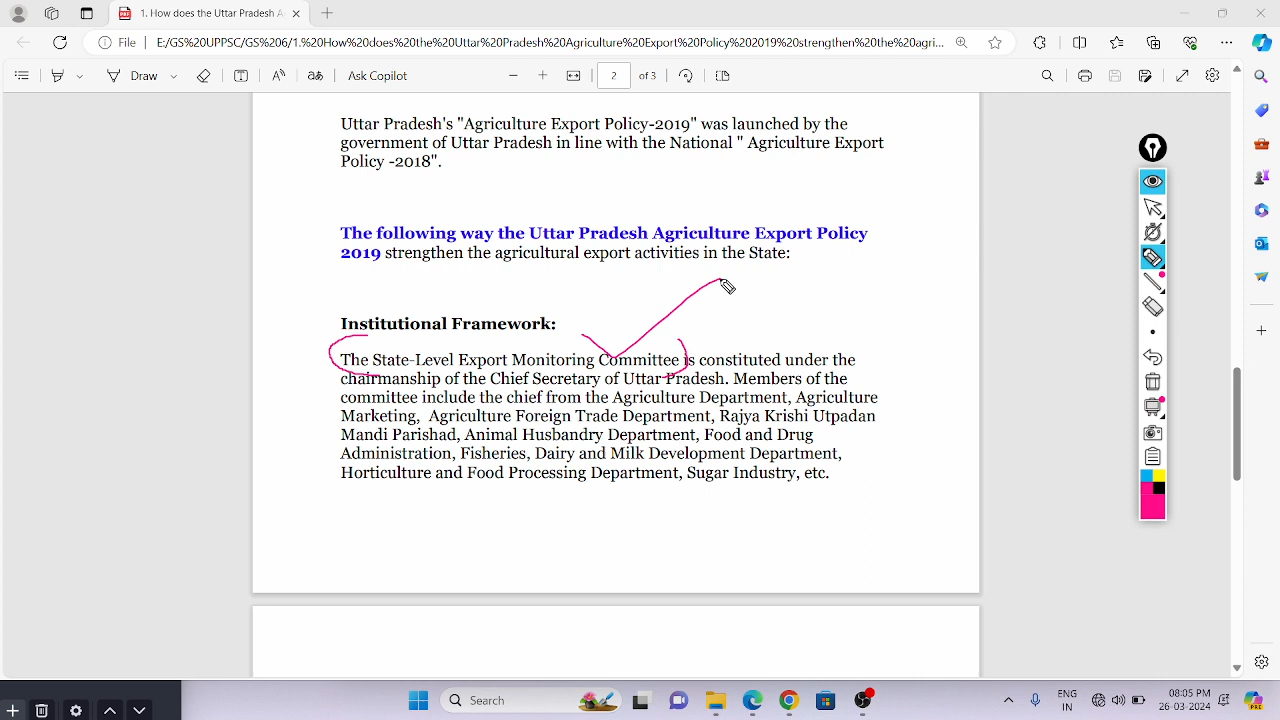 1. How does the Uttar Pradesh A
File
E:/GS%20UPPSC/GS%206/1.%20How%20does%20the%20Uttar%20Pradesh%20Agriculture%20Export%20Policy%202019%20strengthen%20the%20agri...
Draw
Ask Copilot
2 of 3
Uttar Pradesh's "Agriculture Export Policy-2019" was launched by the
government of Uttar Pradesh in line with the National " Agriculture Export
Policy -2018".
The following way the Uttar Pradesh Agriculture Export Policy
2019 strengthen the agricultural export activities in the State:
Institutional Framework:
The State-Level Export Monitoring Committee is constituted under the
chairmanship of the Chief Secretary of Uttar Pradesh. Members of the
committee include the chief from the Agriculture Department, Agriculture
Marketing, Agriculture Foreign Trade Department, Rajya Krishi Utpadan
Mandi Parishad, Animal Husbandry Department, Food and Drug
Administration, Fisheries, Dairy and Milk Development Department,
Horticulture and Food Processing Department, Sugar Industry, etc.
Search
ENG
IN
08:05 PM
26-03-2024